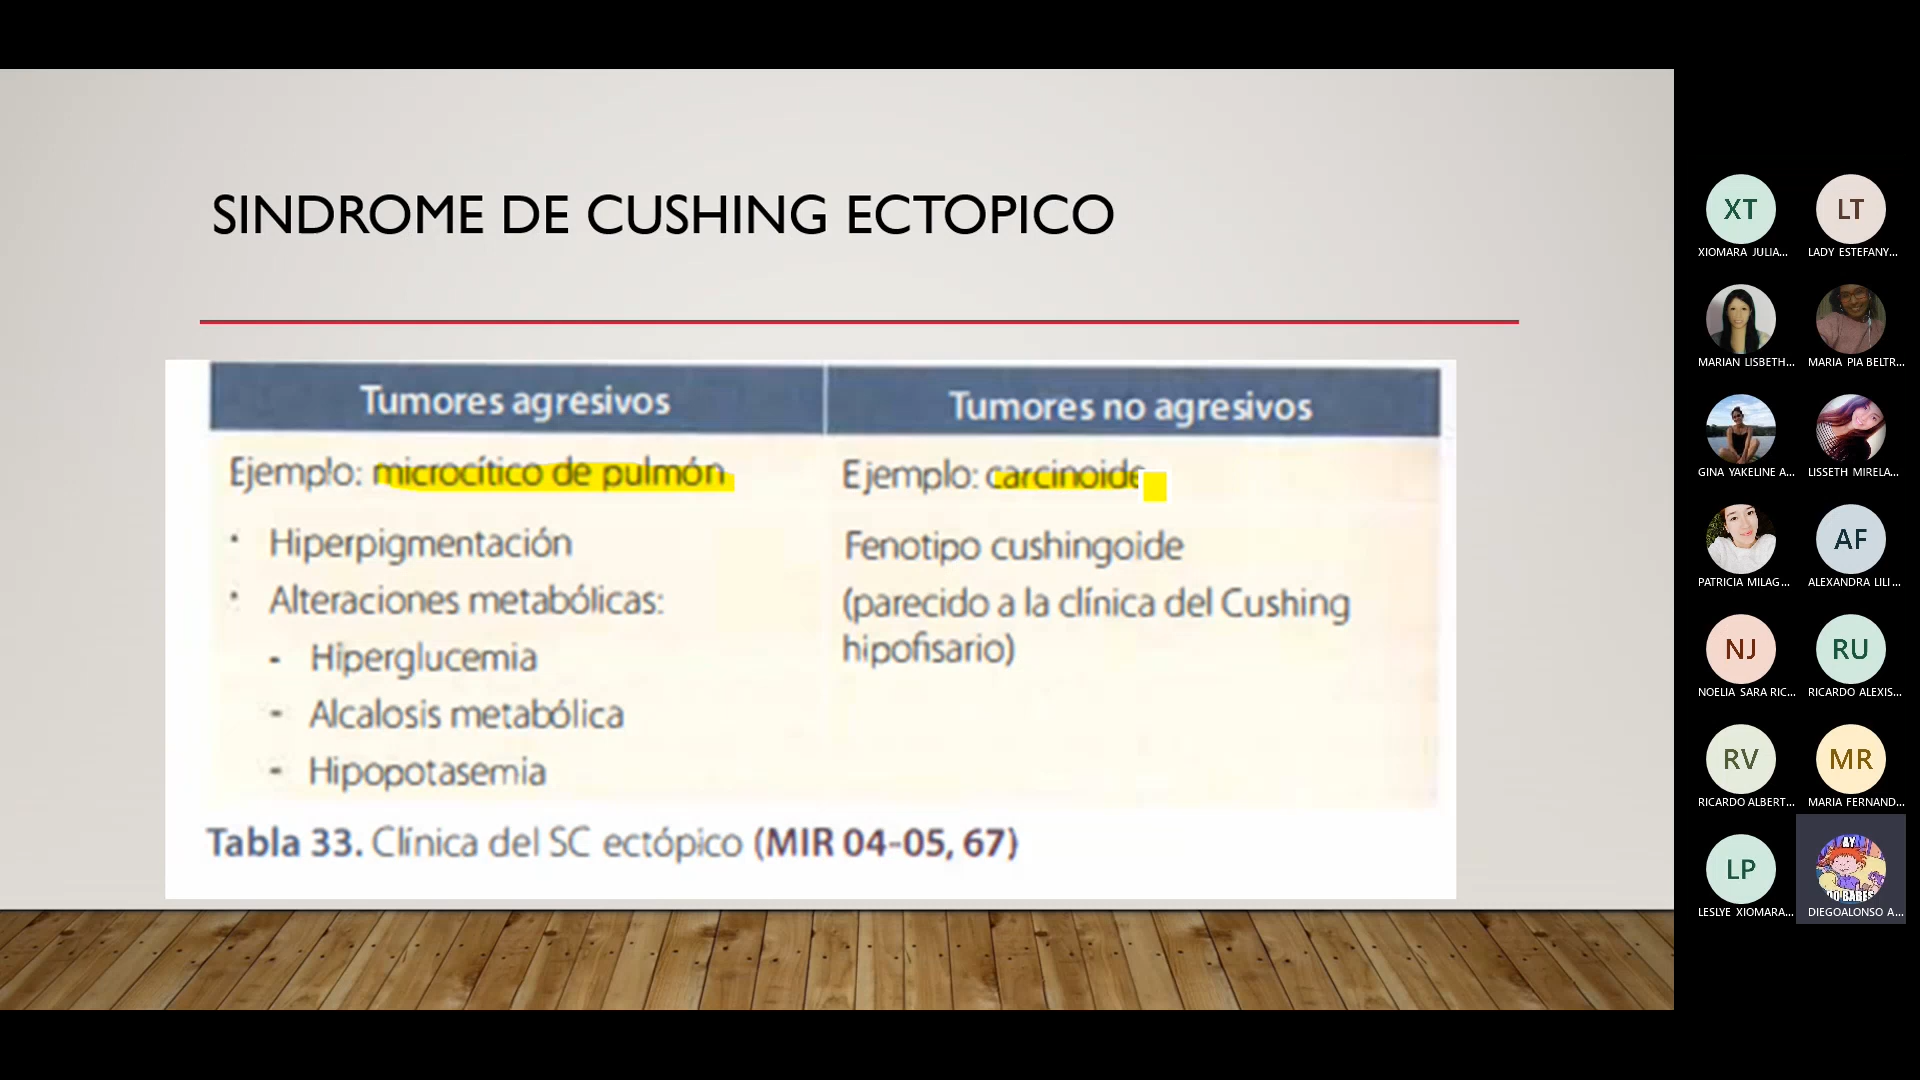 SINDROME DE CUSHING ECTOPICO
Tumores agresivos
Ejemplo: microcítico de pulmón
· Hiperpigmentación
· Alteraciones metabólicas:
- Hiperglucemia
- Alcalosis metabólica
- Hipopotasemia
Tumores no agresivos
Ejemplo: carcinoide
Fenotipo cushingoide
(parecido a la clínica del Cushing
hipofisario)
Tabla 33. Clínica del SC ectópico (MIR 04-05, 67)
XT
XIOMARA JULIA...
LT
LADY ESTEFANY...
MARIAN LISBETH...
MARIA PIA BELTR...
GINA YAKELINE A...
LISSETH MIRELA...
PATRICIA MILAG...
AF
ALEXANDRA LILI...
NJ
NOELIA SARA RIC...
RU
RICARDO ALEXIS...
RV
RICARDO ALBERT...
MR
MARIA FERNAND...
LP
LESLYE XIOMARA...
AY
DIEGOALONSO A...